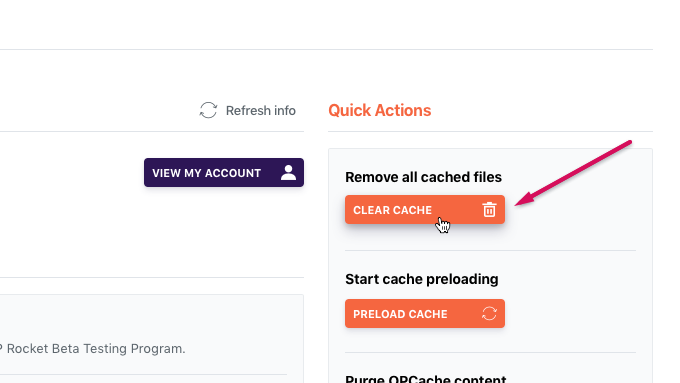 Refresh info
Quick Actions
VIEW MY ACCOUNT
Remove all cached files
CLEAR CACHE
Start cache preloading
PRELOAD CACHE
P Rocket Beta Testing Program.
Purge OPCache content